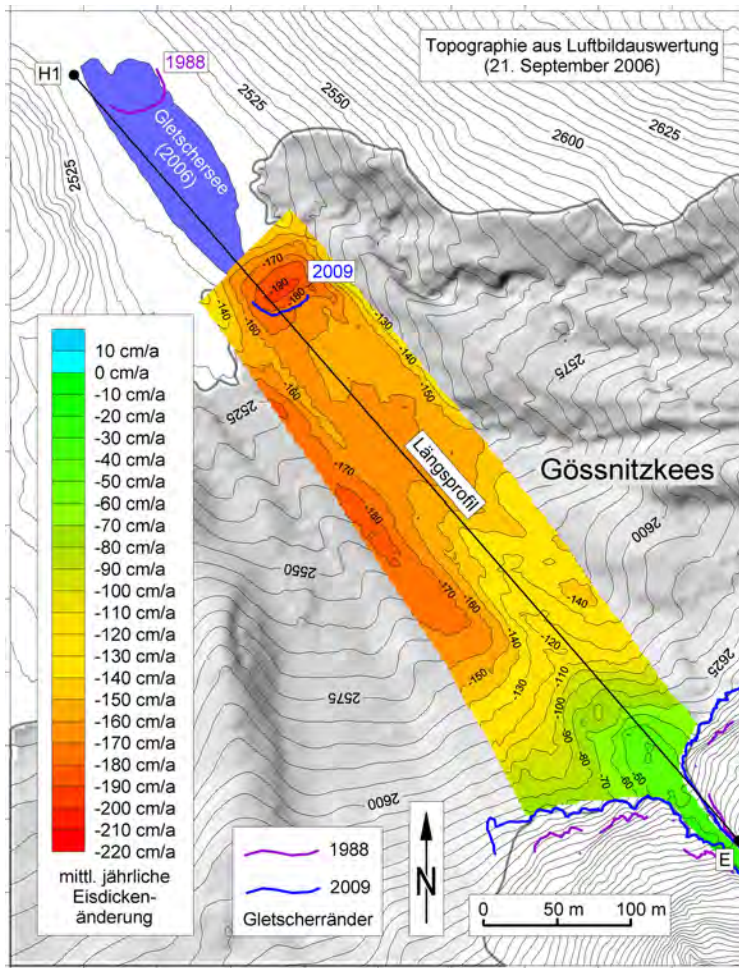 Topographie aus Luftbildauswertung
(21. September 2006)
H1
1988
2525
2550
2600
2625
2525
Gletschersee
(2006)
-170
-190
-180
2009
-140
-160
-130
-140
-150
2575
-160
2525
10 cm/a
0 cm/a
-10 cm/a
-20 cm/a
-30 cm/a
-40 cm/a
-50 cm/a
-60 cm/a
-70 cm/a
-80 cm/a
-90 cm/a
-100 cm/a
-110 cm/a
-120 cm/a
-130 cm/a
-140 cm/a
-150 cm/a
-160 cm/a
-170 cm/a
-180 cm/a
-190 cm/a
-200 cm/a
-210 cm/a
-220 cm/a
mittl. jährliche
Eisdicken-
änderung
Längsprofil
Gössnitzkees
-170
-180
2600
2550
-170
-160
-140
-140
-120
-150
-130
-110
-100
2625
2575
-90
-80
-70
-60
-50
2600
E
1988
2009
Gletscherränder
N
0 50 m 100 m